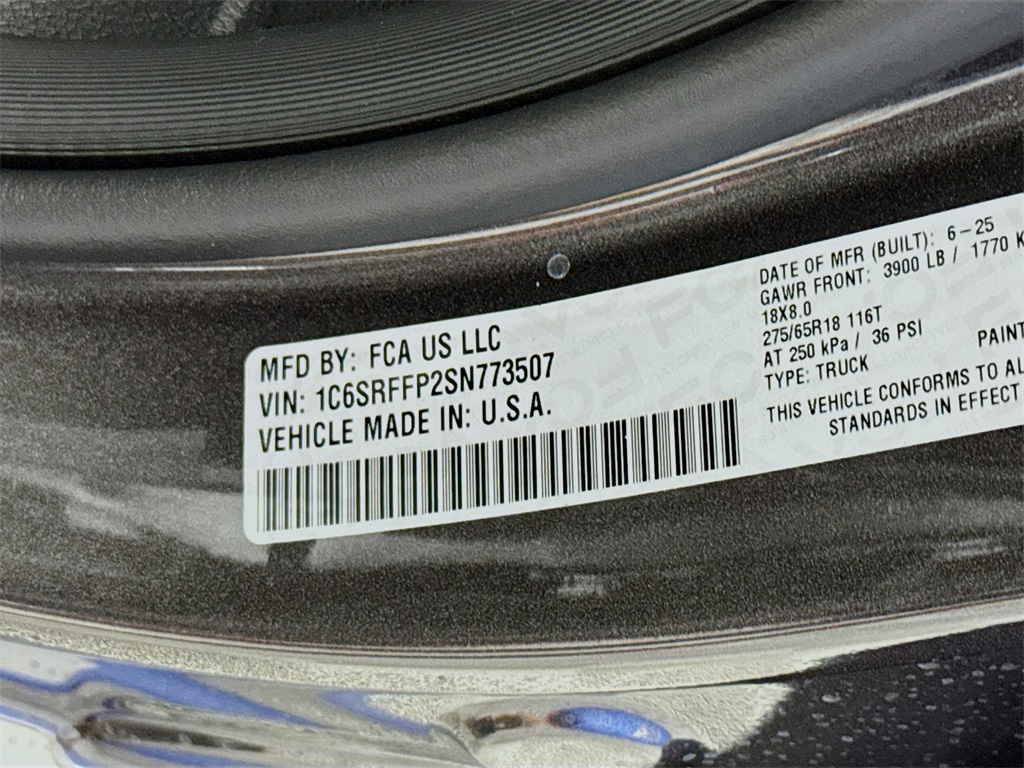 MFD BY: FCA US LLC
VIN: 1C6SRFFP2SN773507
VEHICLE MADE IN: U.S.A.
DATE OF MFR (BUILT): 6-25
GAWR FRONT: 3900 LB / 1770 K
18X8.0
275/65R18 116T
AT 250 kPa / 36 PSI
TYPE: TRUCK
PAINT
THIS VEHICLE CONFORMS TO AL
STANDARDS IN EFFECT